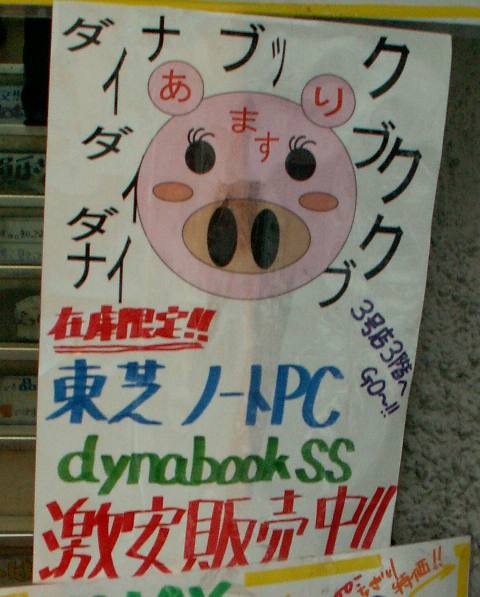 ダイナブック
ダイナブック
ダイナブック
あります
在庫限定!!
3号店3階へ
GO〜!!
東芝 ノートPC
dynabook SS
激安販売中!!